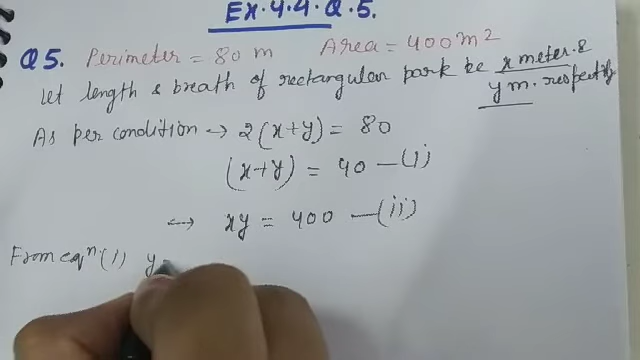 Ex.4.4.Q.5.
Q5. Perimeter = 80 m Area = 400 m2
Let length & breath of rectangular park be x meter. &
y m. respectify
As per condition → 2(x+y) = 80
(x+y) = 40 —(i)
↔ xy = 400 —(ii)
From eqn (i) y